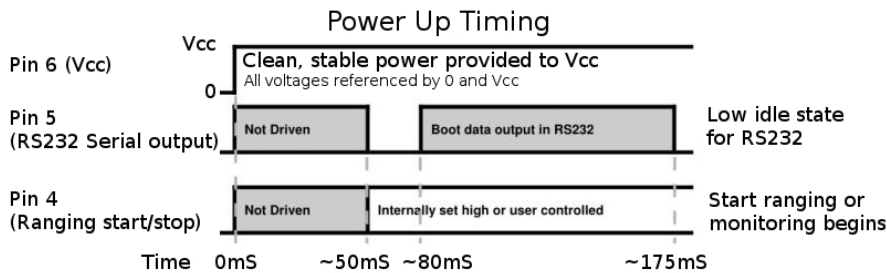 Power Up Timing
Vcc
Pin 6 (Vcc)
Clean, stable power provided to Vcc
All voltages referenced by 0 and Vcc
0
Pin 5
(RS232 Serial output)
Not Driven
Boot data output in RS232
Low idle state
for RS232
Pin 4
(Ranging start/stop)
Not Driven
Internally set high or user controlled
Start ranging or
monitoring begins
Time 0mS ~50mS ~80mS ~175mS